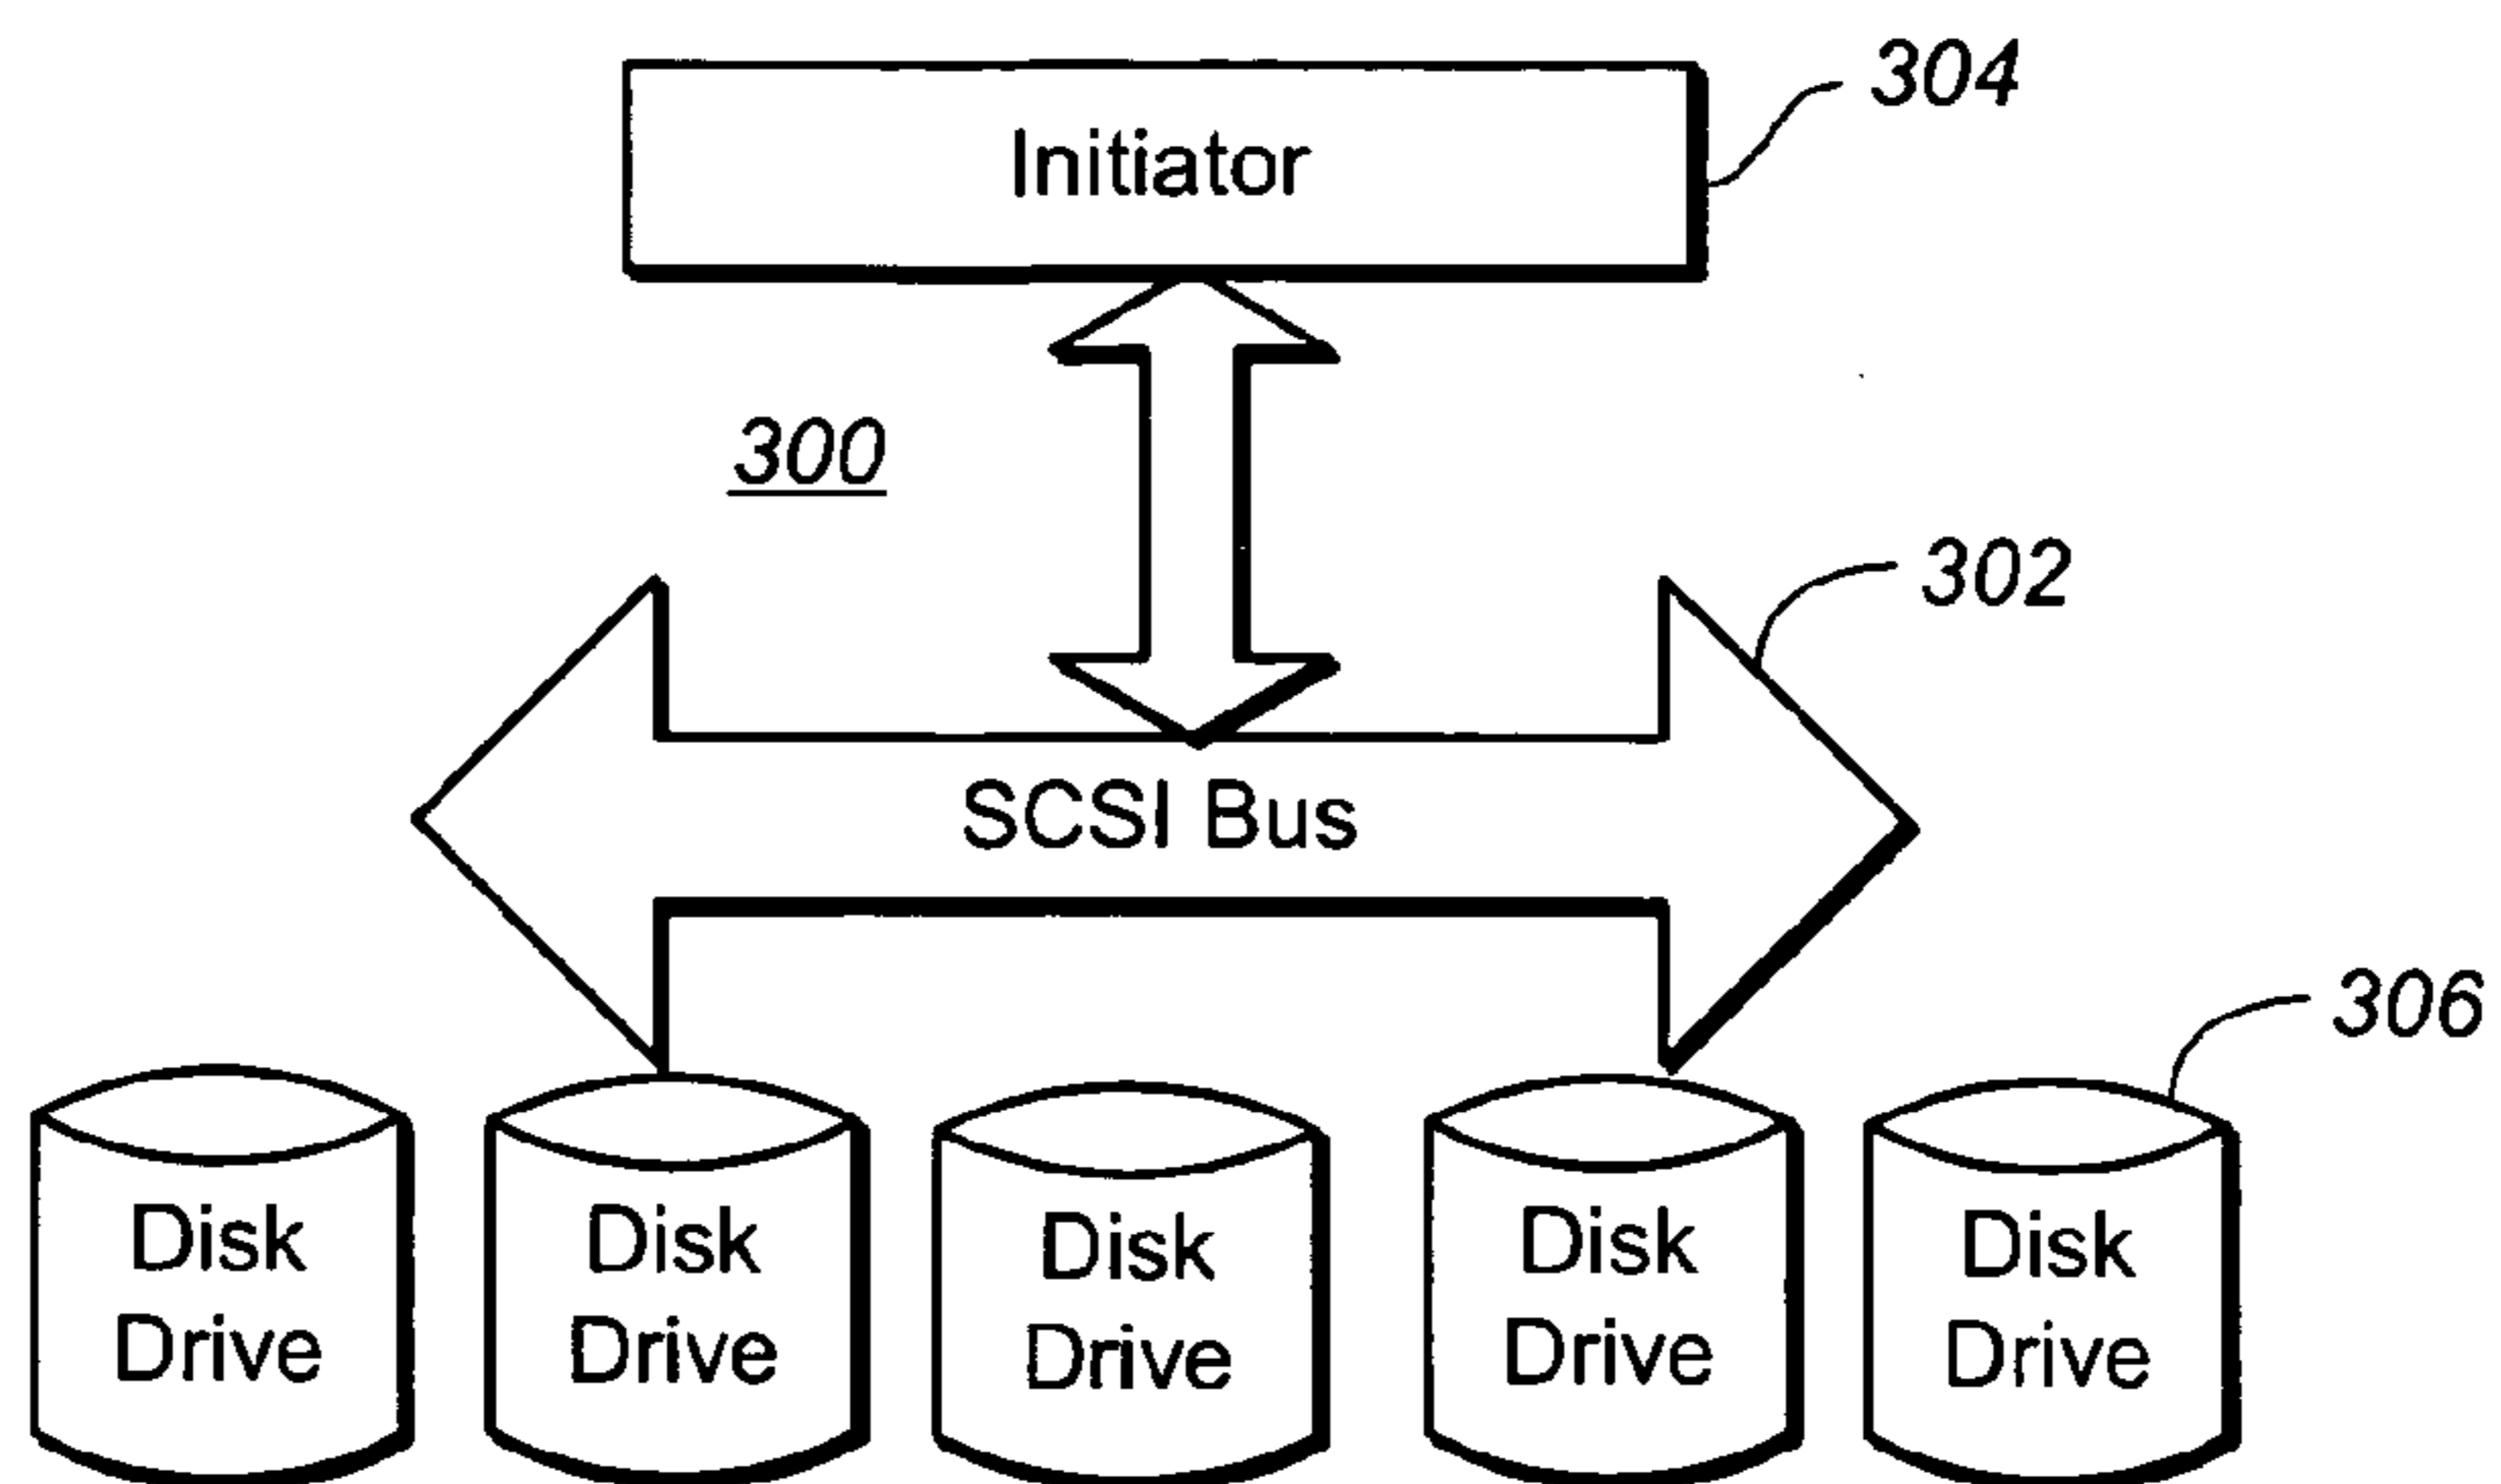 304
Initiator
300
302
SCSI Bus
306
Disk Disk Disk Disk Disk
Drive Drive Drive Drive Drive